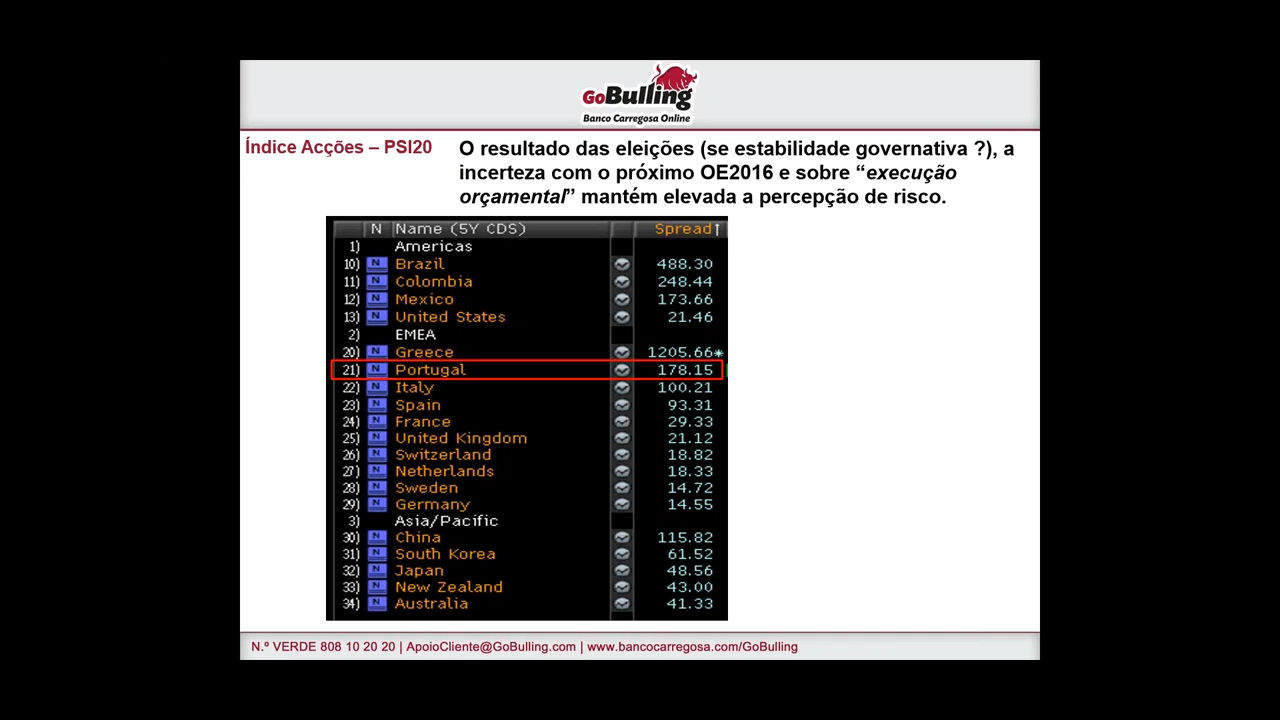 GoBulling
Banco Carregosa Online
Índice Acções – PSI20
O resultado das eleições (se estabilidade governativa ?), a
incerteza com o próximo OE2016 e sobre “execução
orçamental” mantém elevada a percepção de risco.
N Name (5Y CDS) Spread↑
1) Americas
10) N Brazil 488.30
11) N Colombia 248.44
12) N Mexico 173.66
13) N United States 21.46
2) EMEA
20) N Greece 1205.66*
21) N Portugal 178.15
22) N Italy 100.21
23) N Spain 93.31
24) N France 29.33
25) N United Kingdom 21.12
26) N Switzerland 18.82
27) N Netherlands 18.33
28) N Sweden 14.72
29) N Germany 14.55
3) Asia/Pacific
30) N China 115.82
31) N South Korea 61.52
32) N Japan 48.56
33) N New Zealand 43.00
34) N Australia 41.33
N.º VERDE 808 10 20 20 | ApoioCliente@GoBulling.com | www.bancocarregosa.com/GoBulling